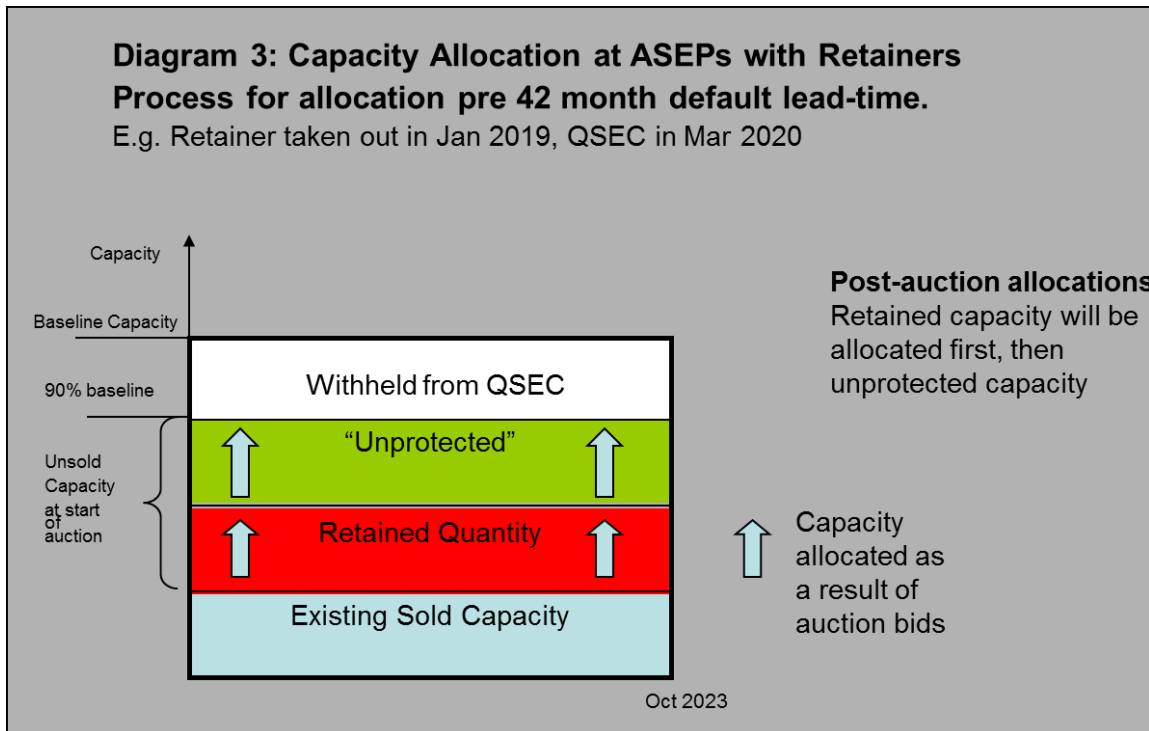 Diagram 3: Capacity Allocation at ASEPs with Retainers
Process for allocation pre 42 month default lead-time.
E.g. Retainer taken out in Jan 2019, QSEC in Mar 2020
Capacity
Baseline Capacity
90% baseline
Unsold
Capacity
at start
of
auction
Withheld from QSEC
“Unprotected”
Retained Quantity
Existing Sold Capacity
Oct 2023
Post-auction allocations
Retained capacity will be
allocated first, then
unprotected capacity
Capacity
allocated as
a result of
auction bids